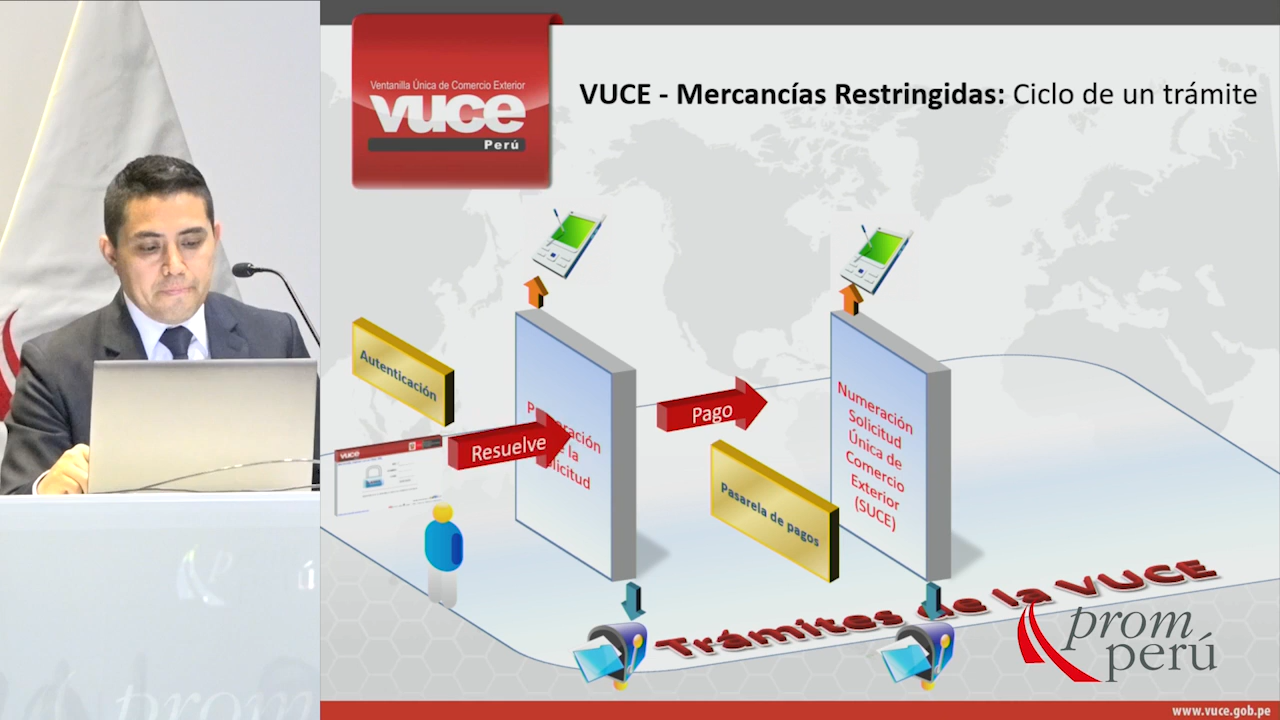 Ventanilla Única de Comercio Exterior
vuce
Perú
VUCE - Mercancías Restringidas: Ciclo de un trámite
Autenticación
vuce
Resuelve
Pago
Pasarela de pagos
Numeración
Solicitud
Única de
Comercio
Exterior
(SUCE)
Trámites de la VUCE
prom
perú
www.vuce.gob.pe